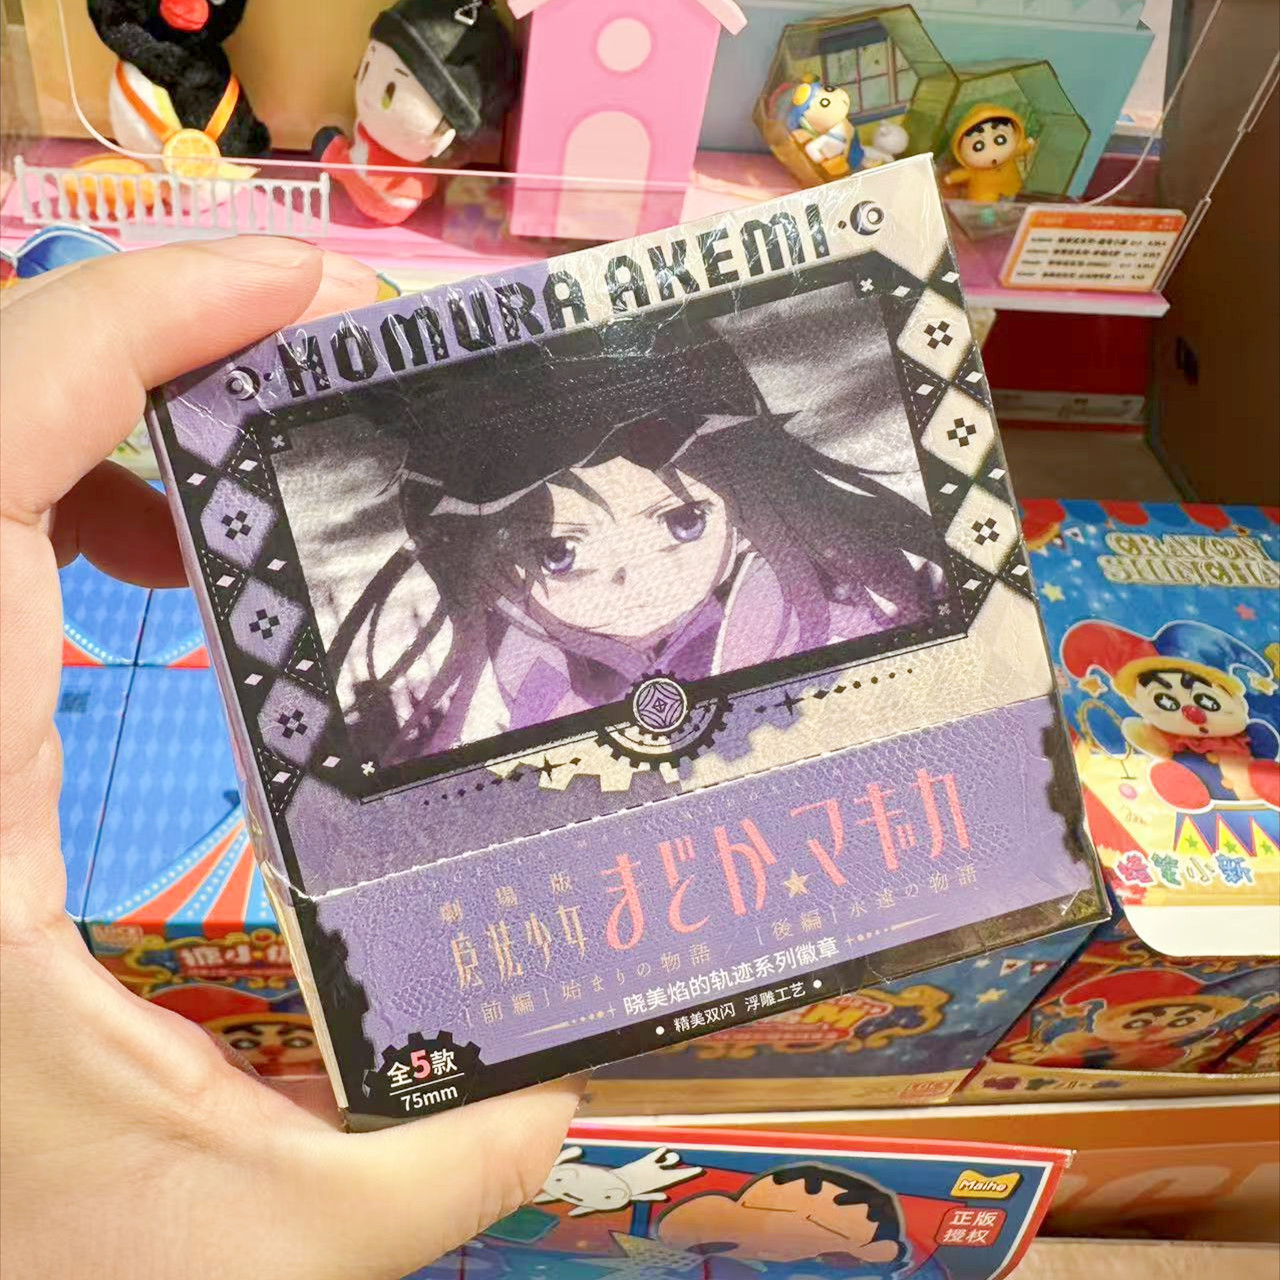 HOMURA AKEMI
劇場版
魔法少女まどか★マギカ
前編 始まりの物語 後編 永遠の物語
晓美焰的轨迹系列徽章
• 精美双闪 浮雕工艺 •
全5款
75mm
CRAYON
SHINCHA
蜡笔小新
Maiho
正版
授权